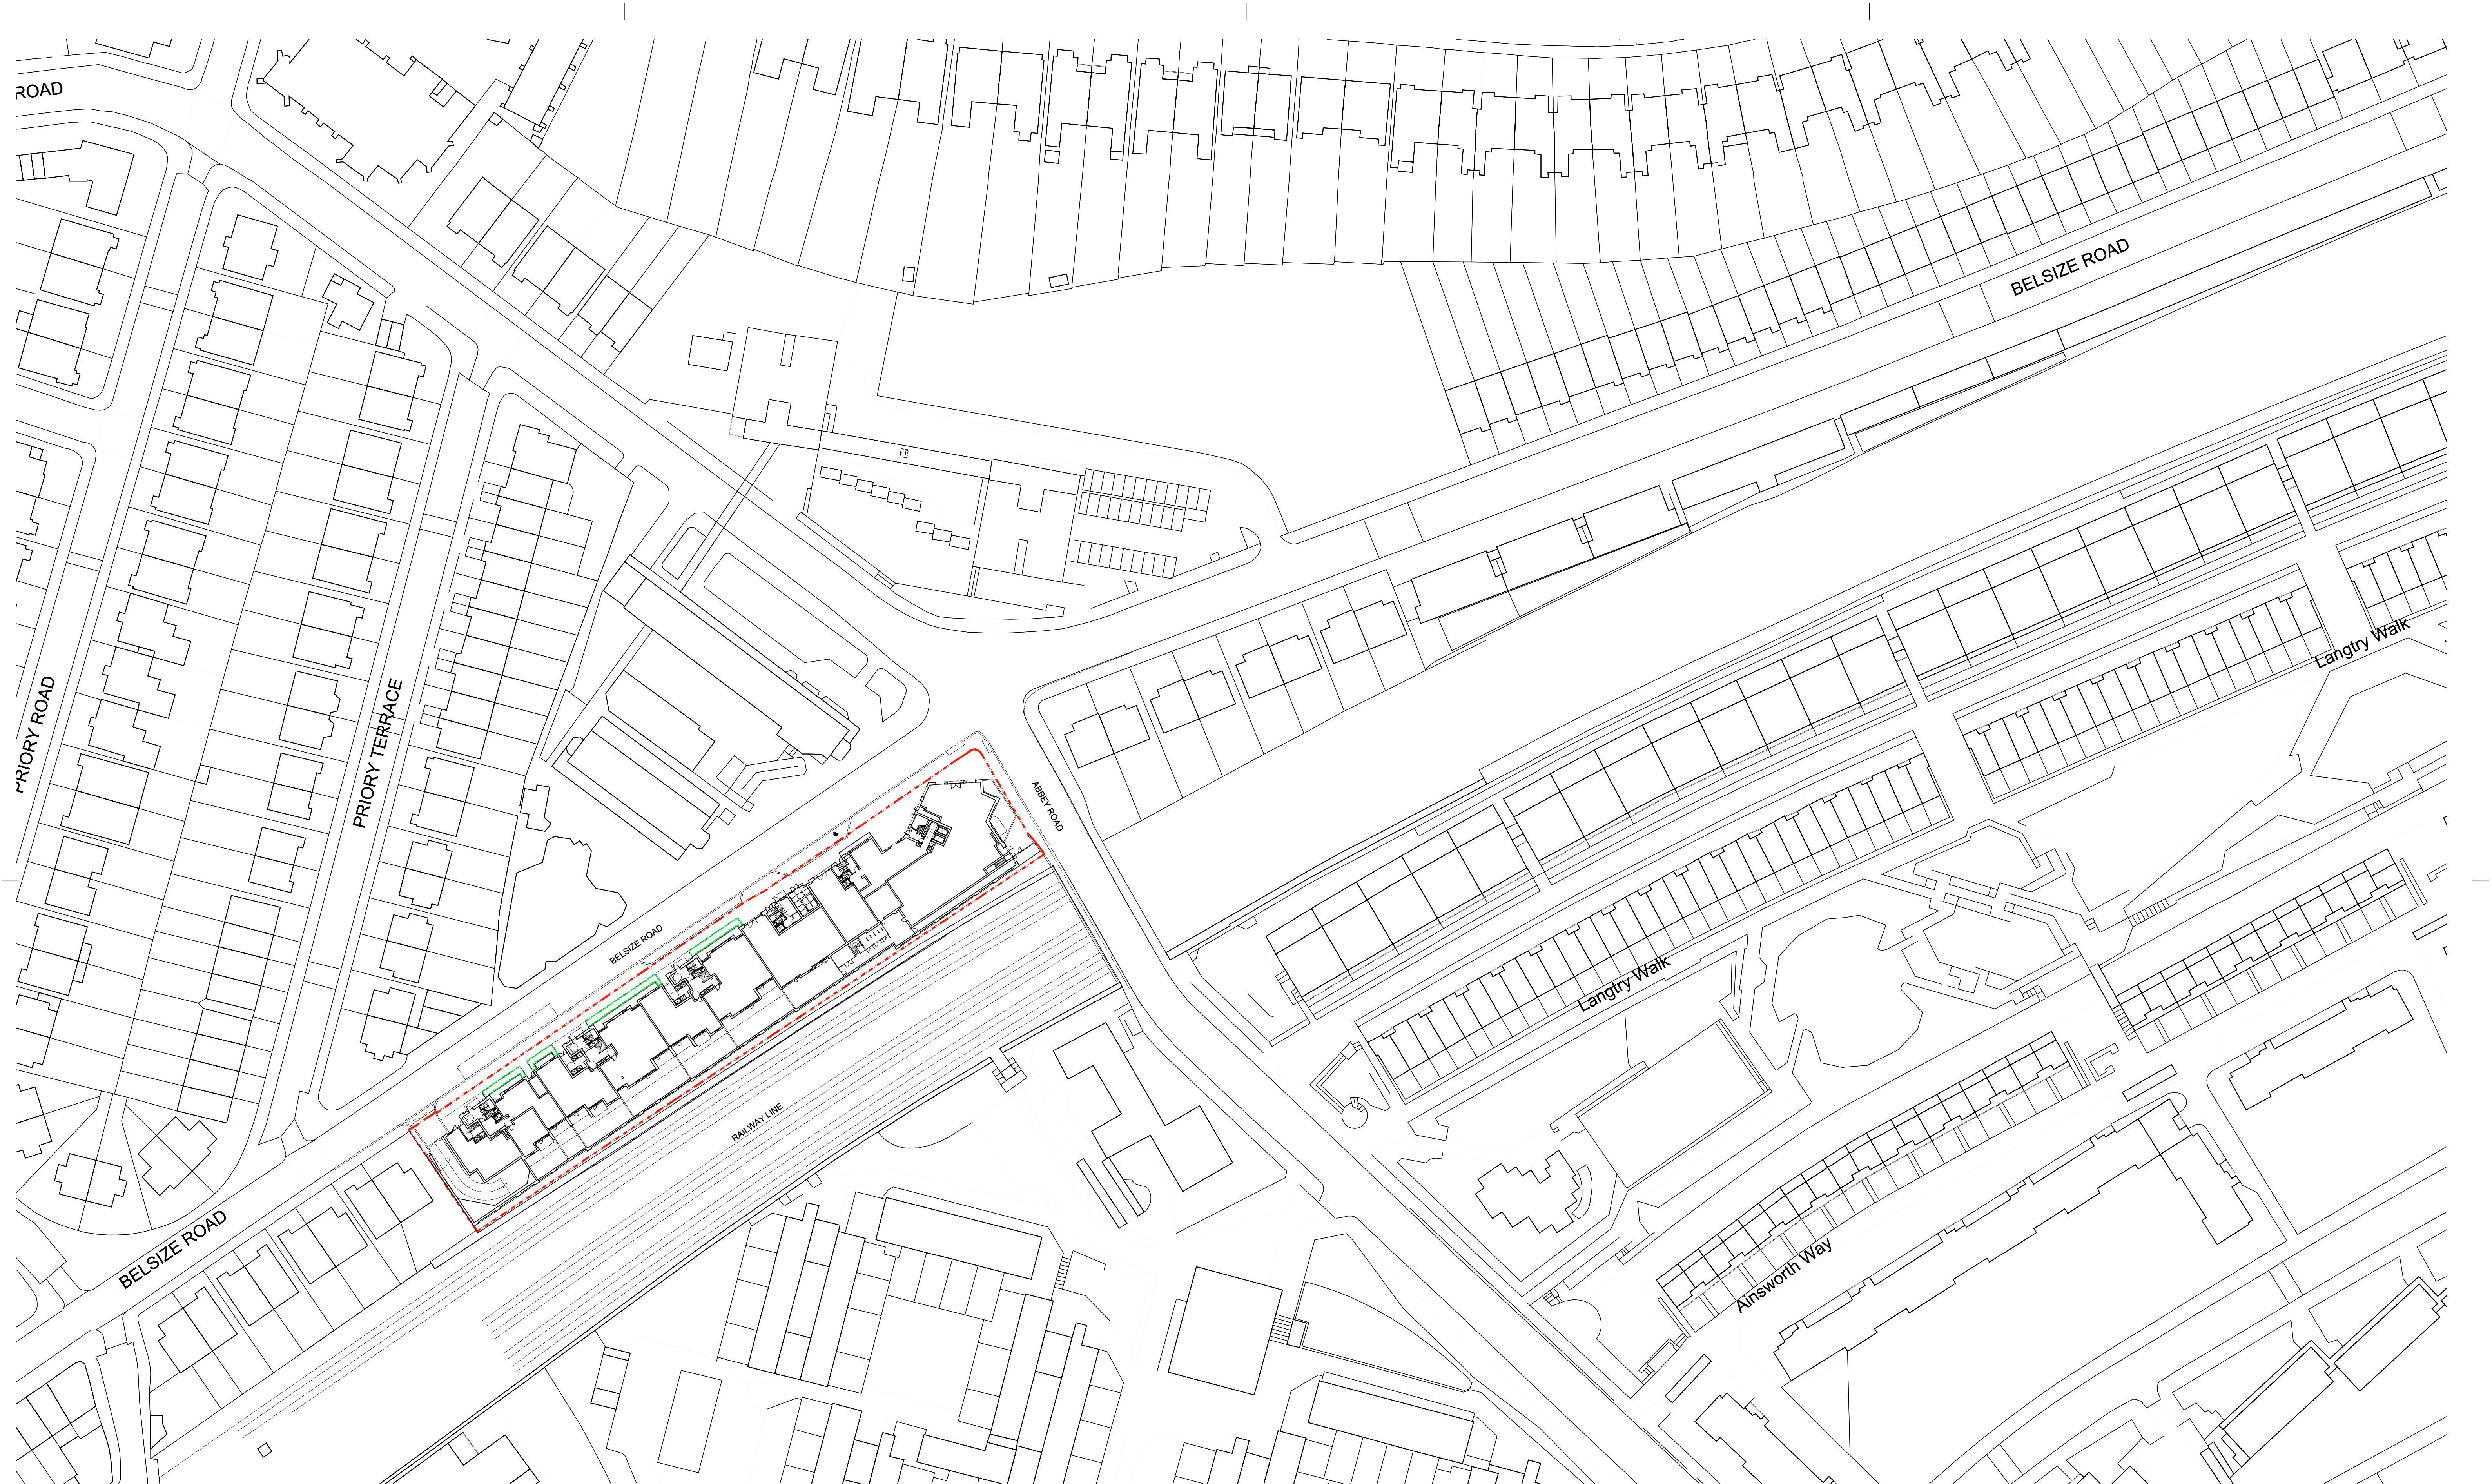 ROAD
BELSIZE ROAD
FB
Langtry Walk
PRIORY ROAD
PRIORY TERRACE
ABBEY ROAD
BELSIZE ROAD
Langtry Walk
RAILWAY LINE
BELSIZE ROAD
Ainsworth Way